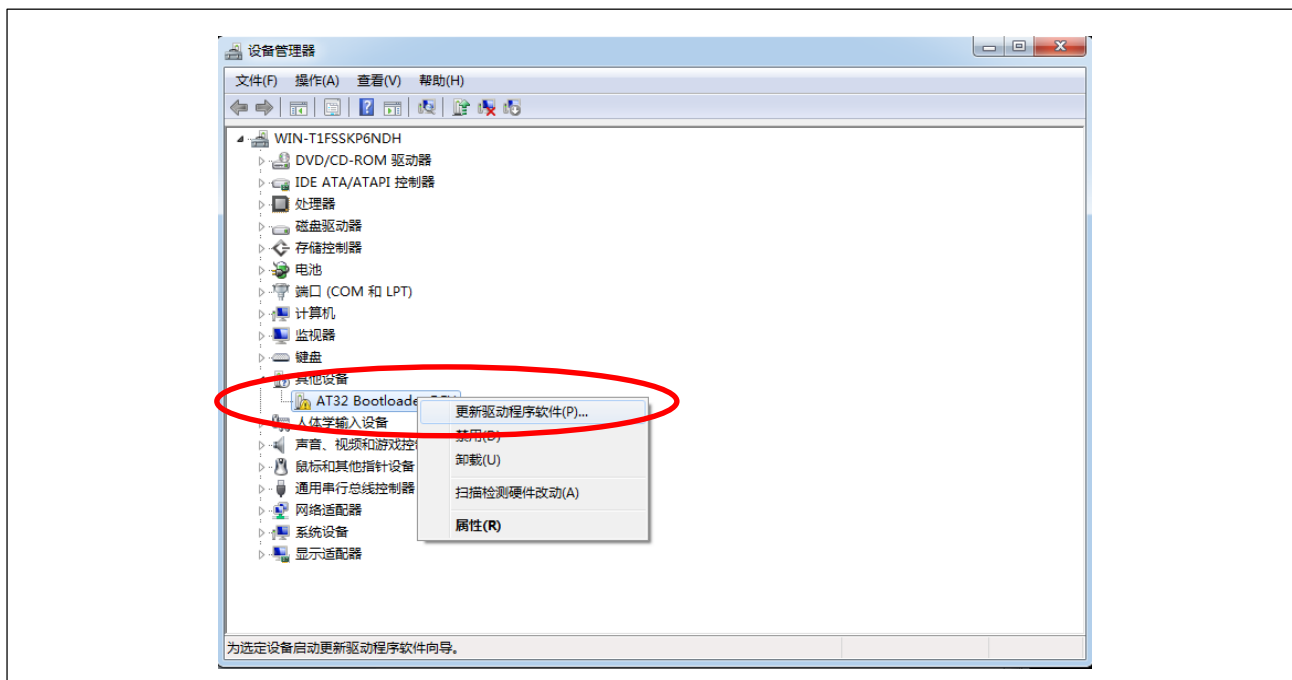 设备管理器
文件(F) 操作(A) 查看(V) 帮助(H)
WIN-T1FSSKP6NDH
DVD/CD-ROM 驱动器
IDE ATA/ATAPI 控制器
处理器
磁盘驱动器
存储控制器
电池
端口 (COM 和 LPT)
计算机
监视器
键盘
其他设备
AT32 Bootloader
人体学输入设备
声音、视频和游戏控
鼠标和其他指针设备
通用串行总线控制器
网络适配器
系统设备
显示适配器
更新驱动程序软件(P)...
禁用(D)
卸载(U)
扫描检测硬件改动(A)
属性(R)
为选定设备启动更新驱动程序软件向导。